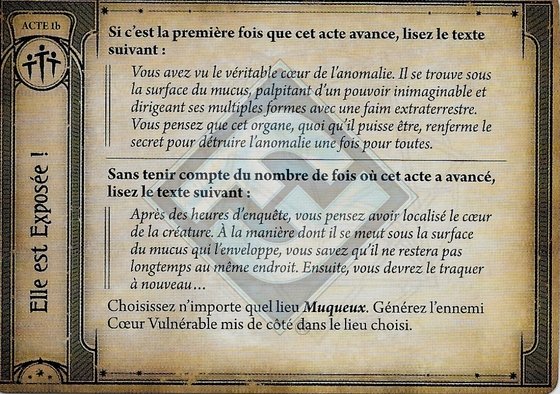 ACTE 1b
Elle est Exposée !
Si c'est la première fois que cet acte avance, lisez le texte
suivant :
Vous avez vu le véritable cœur de l'anomalie. Il se trouve sous
la surface du mucus, palpitant d'un pouvoir inimaginable et
dirigeant ses multiples formes avec une faim extraterrestre.
Vous pensez que cet organe, quoi qu'il puisse être, renferme le
secret pour détruire l'anomalie une fois pour toutes.
Sans tenir compte du nombre de fois où cet acte a avancé,
lisez le texte suivant :
Après des heures d'enquête, vous pensez avoir localisé le cœur
de la créature. À la manière dont il se meut sous la surface
du mucus qui l'enveloppe, vous savez qu'il ne restera pas
longtemps au même endroit. Ensuite, vous devrez le traquer
à nouveau…
Choisissez n'importe quel lieu Muqueux. Générez l'ennemi
Cœur Vulnérable mis de côté dans le lieu choisi.